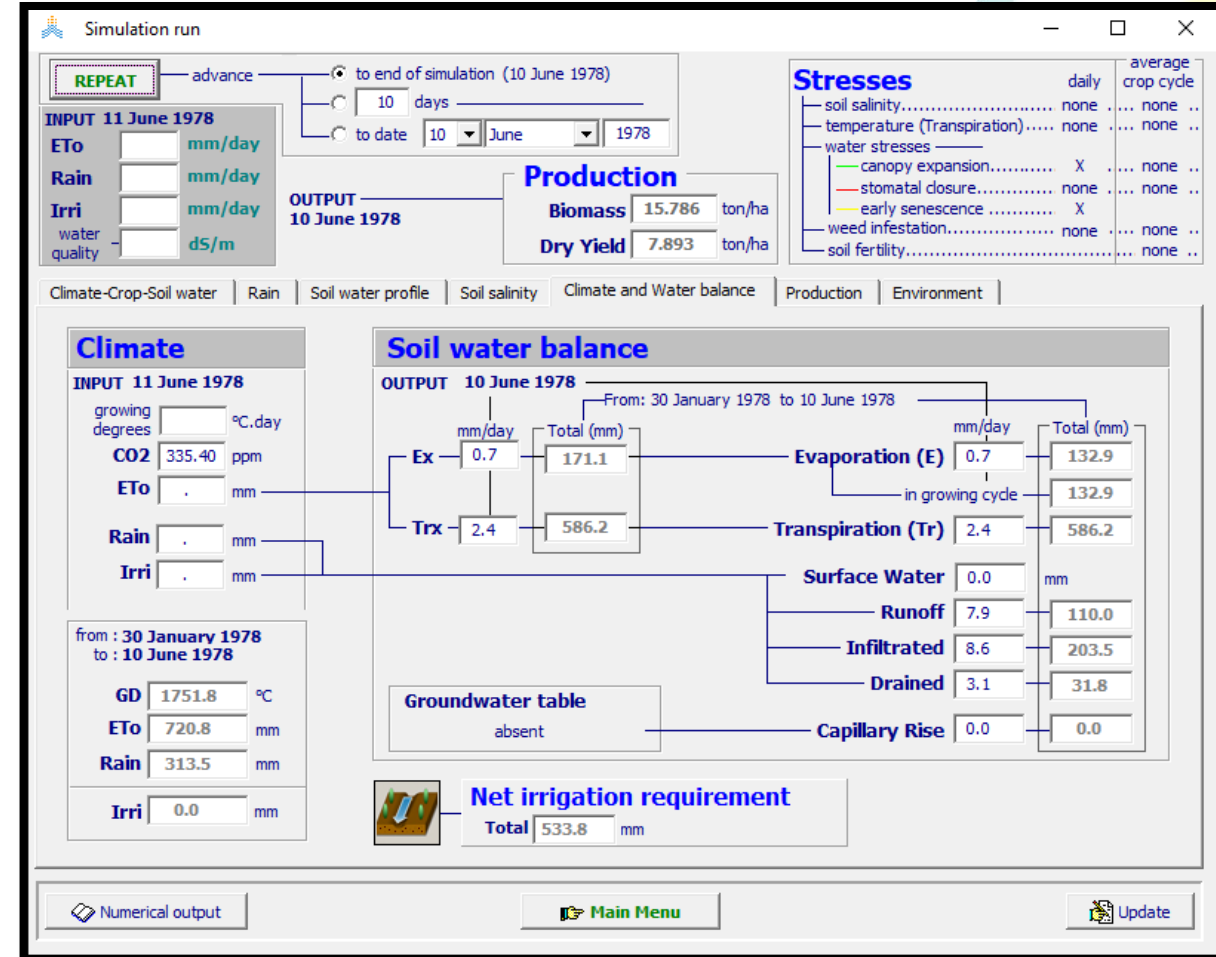 Simulation run
REPEAT advance to end of simulation (10 June 1978)
10 days
to date 10 June 1978
INPUT 11 June 1978
ETo mm/day
Rain mm/day
Irri mm/day
water quality dS/m
OUTPUT
10 June 1978
Production
Biomass 15.786 ton/ha
Dry Yield 7.893 ton/ha
Stresses daily average crop cycle
soil salinity........................ none .... none ..
temperature (Transpiration)..... none .... none ..
water stresses
canopy expansion........... X .... none ..
stomatal closure............. none .... none ..
early senescence ........... X
weed infestation................. none .... none ..
soil fertility.................................... none ..
Climate-Crop-Soil water Rain Soil water profile Soil salinity Climate and Water balance Production Environment
Climate
INPUT 11 June 1978
growing degrees °C.day
CO2 335.40 ppm
ETo . mm
Rain . mm
Irri . mm
from : 30 January 1978
to : 10 June 1978
GD 1751.8 °C
ETo 720.8 mm
Rain 313.5 mm
Irri 0.0 mm
Soil water balance
OUTPUT 10 June 1978
From: 30 January 1978 to 10 June 1978
mm/day Total (mm) mm/day Total (mm)
Ex 0.7 171.1 Evaporation (E) 0.7 132.9
in growing cycle 132.9
Trx 2.4 586.2 Transpiration (Tr) 2.4 586.2
Surface Water 0.0 mm
Runoff 7.9 110.0
Infiltrated 8.6 203.5
Drained 3.1 31.8
Groundwater table
absent
Capillary Rise 0.0 0.0
Net irrigation requirement
Total 533.8 mm
Numerical output Main Menu Update